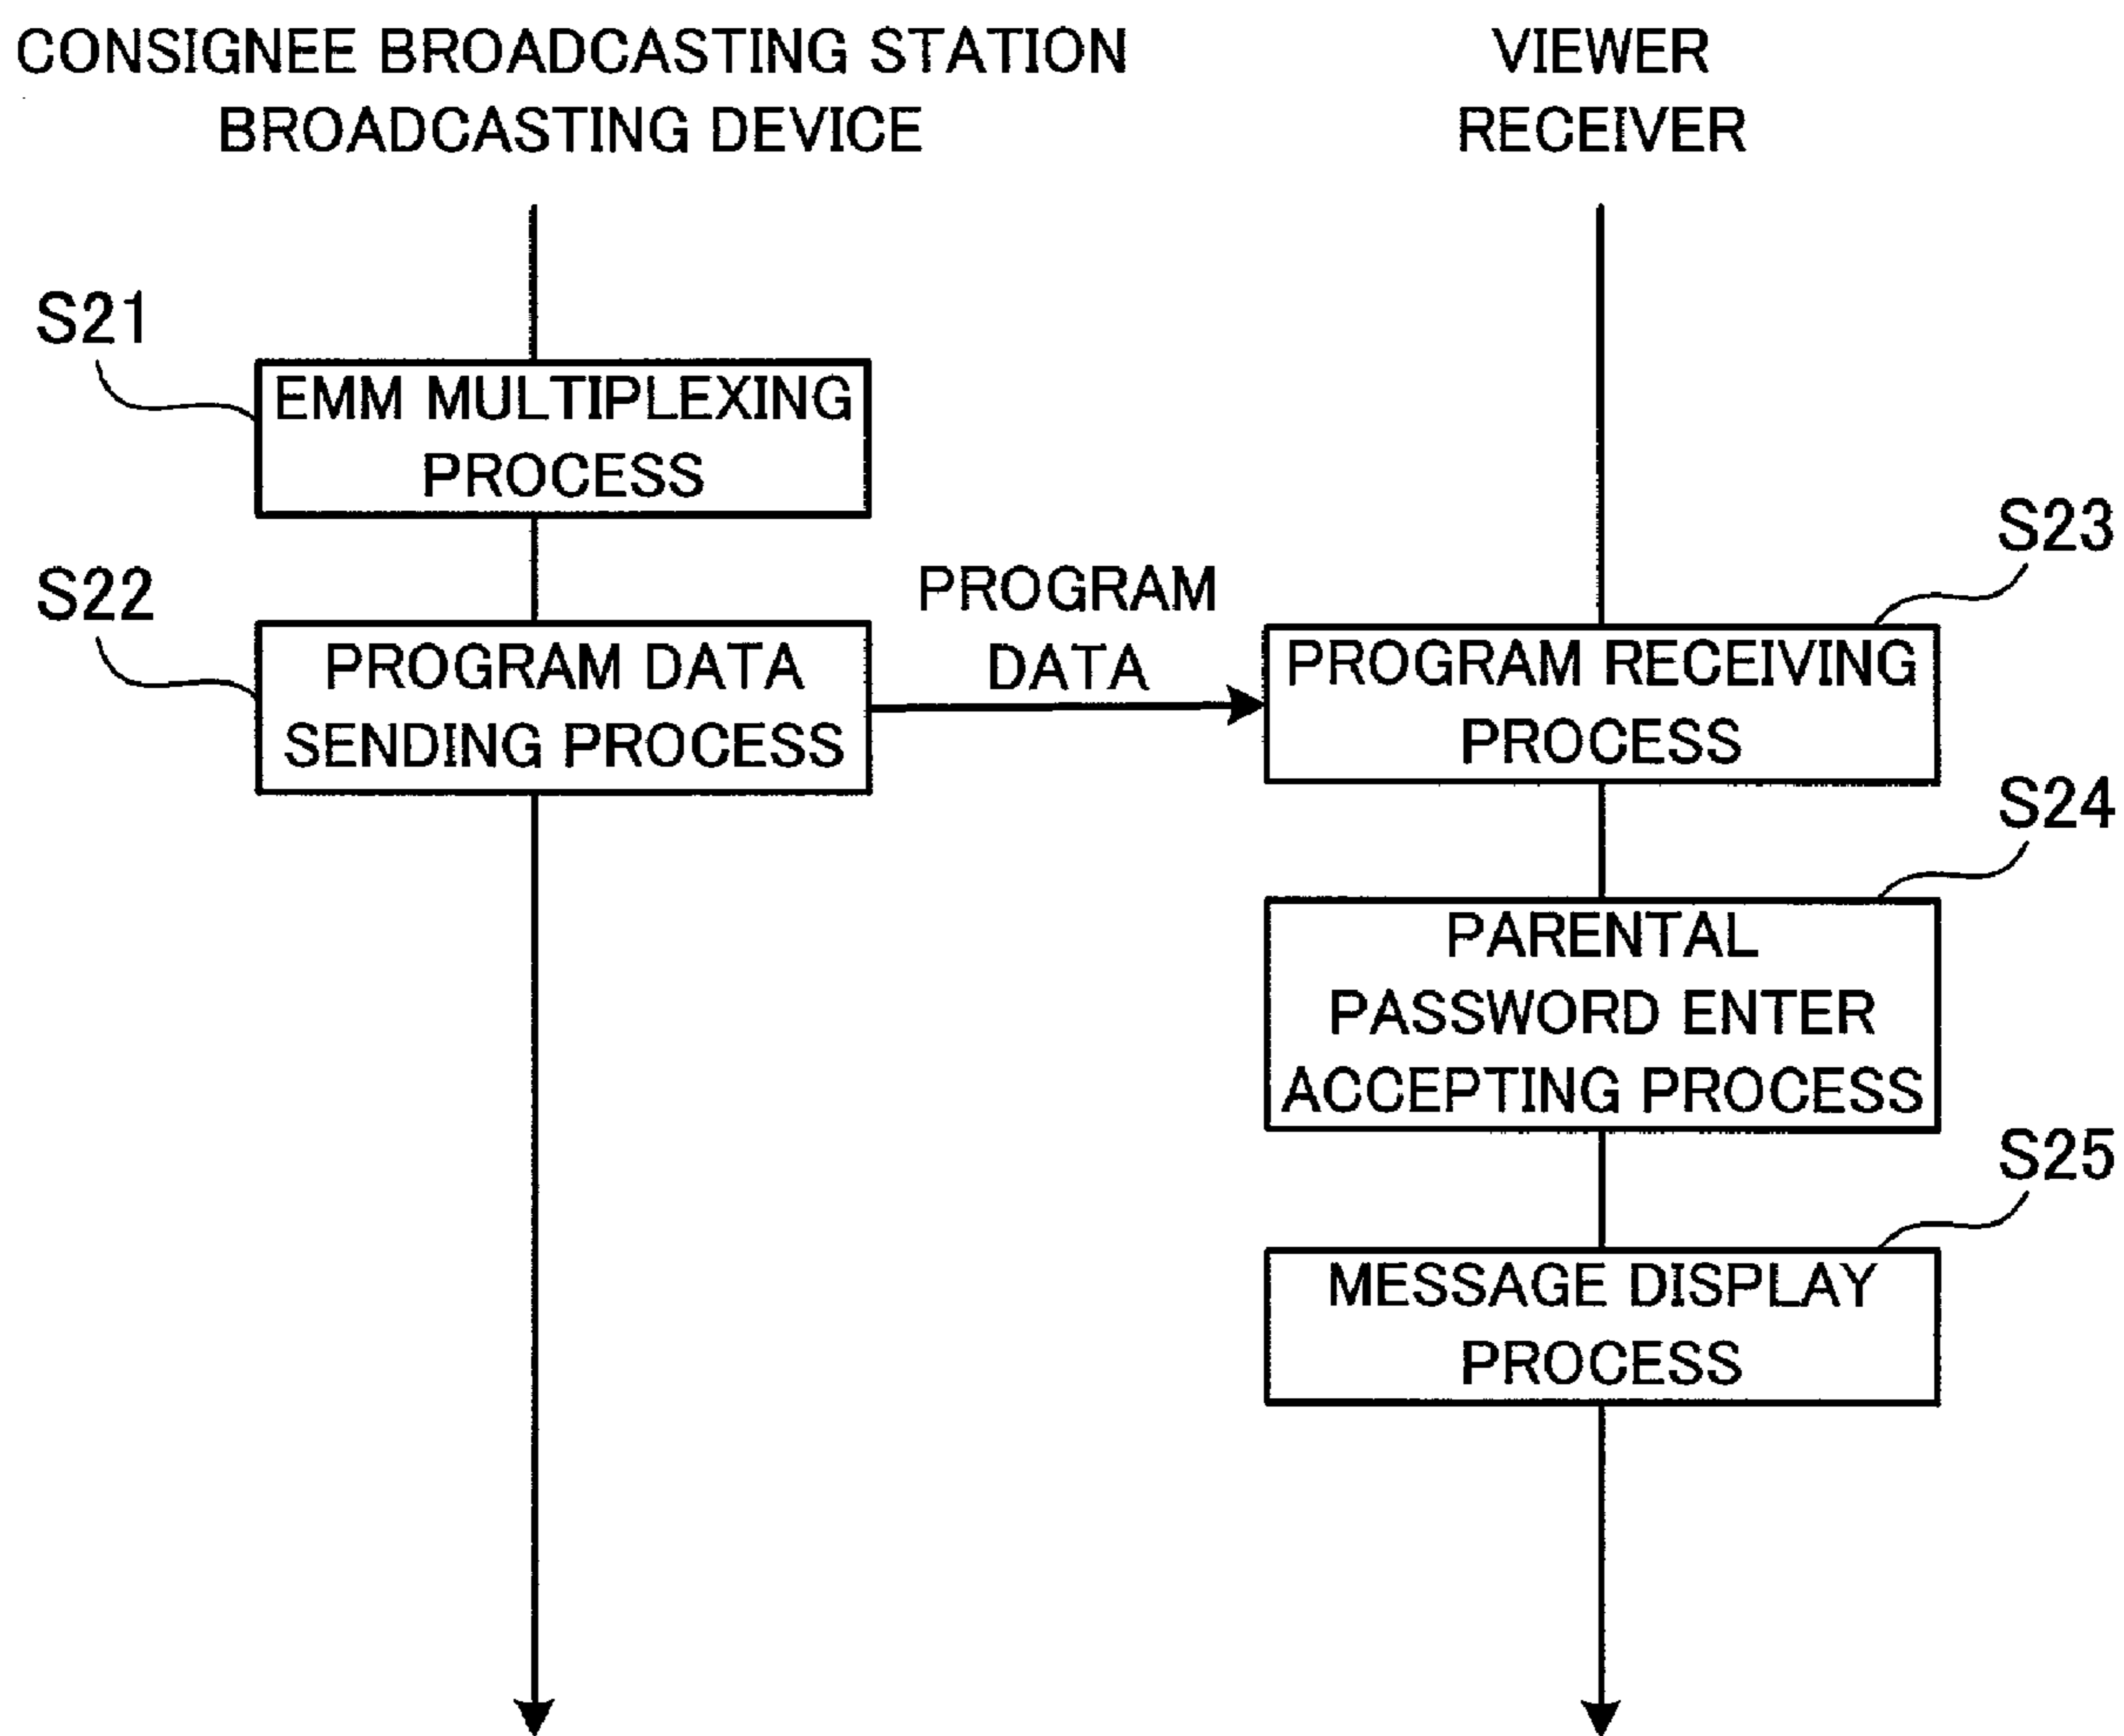 CONSIGNEE BROADCASTING STATION
BROADCASTING DEVICE
VIEWER
RECEIVER
S21
EMM MULTIPLEXING
PROCESS
S22
PROGRAM DATA
SENDING PROCESS
PROGRAM
DATA
S23
PROGRAM RECEIVING
PROCESS
S24
PARENTAL
PASSWORD ENTER
ACCEPTING PROCESS
S25
MESSAGE DISPLAY
PROCESS